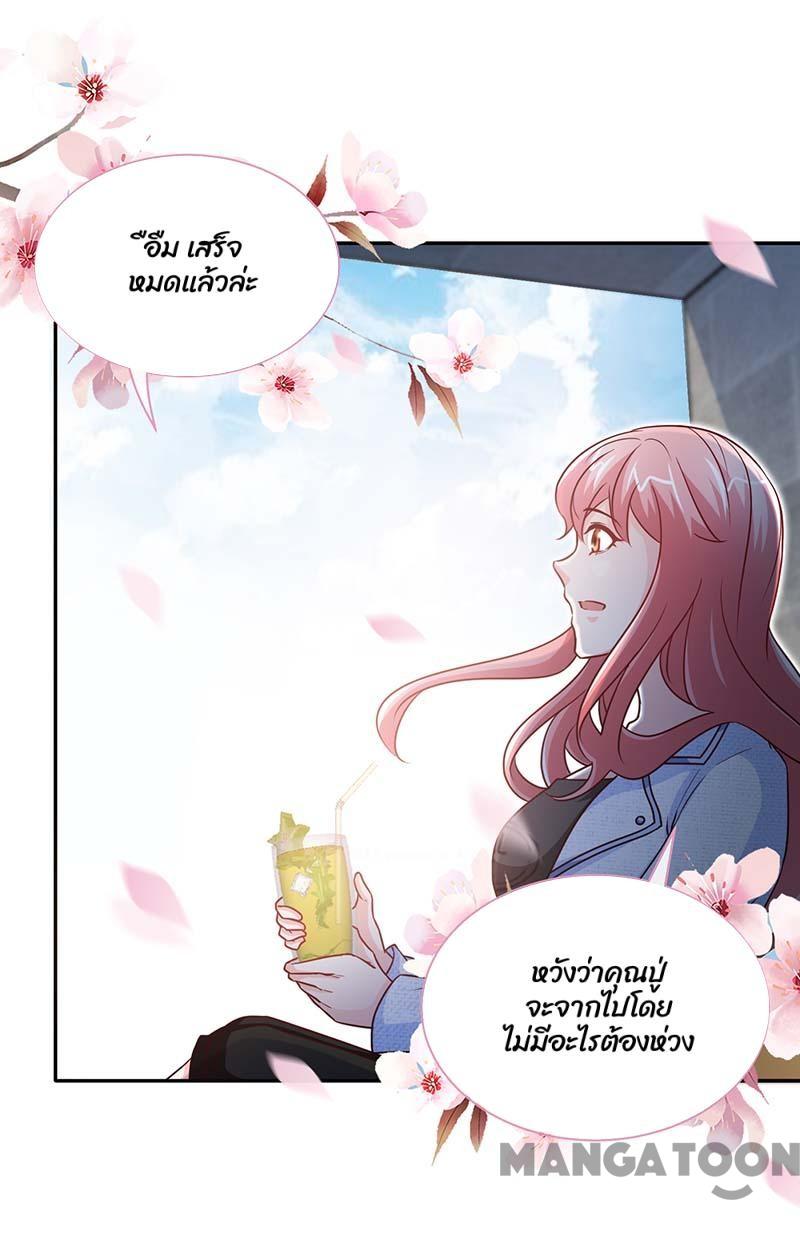 ือืม เสร็จ
หมดแล้วล่ะ
หวังว่าคุณปู่
จะจากไปโดย
ไม่มีอะไรต้องห่วง
MANGATOON